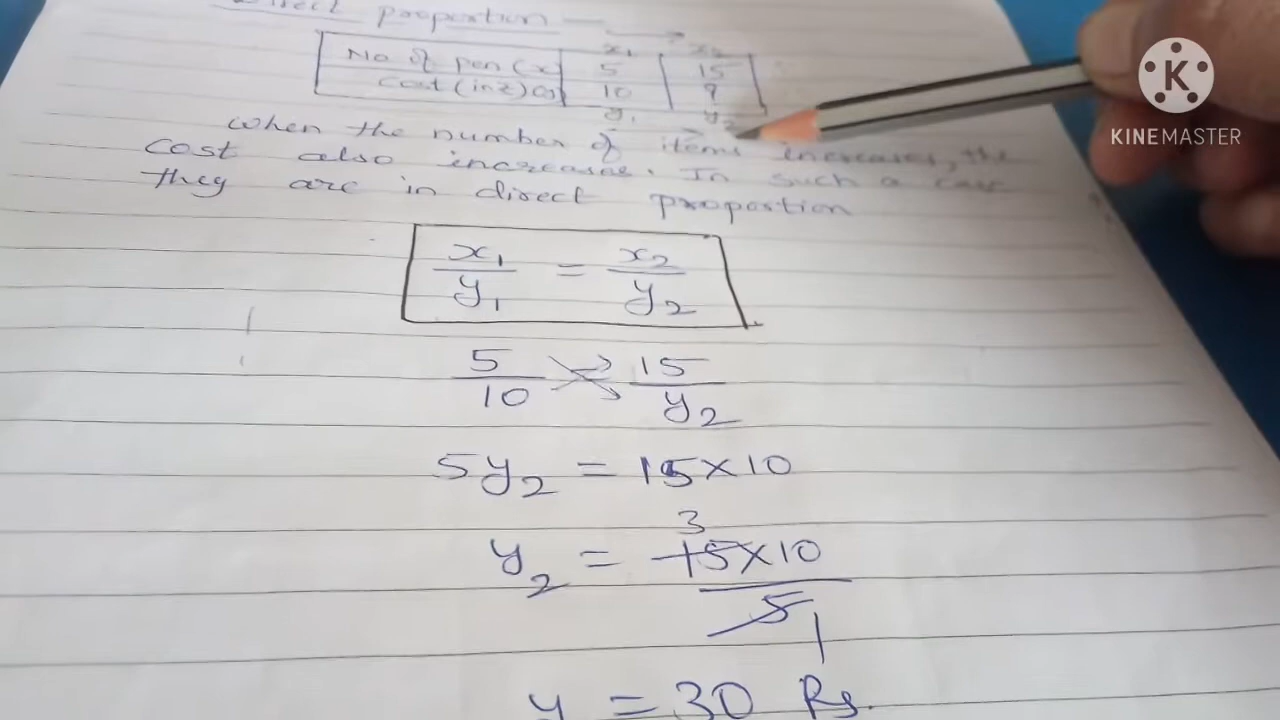 Direct proportion
x1 x2
No of pen (x) 5 15
Cost (in ₹) 10 ?
y1 y2
When the number of items increases, the
cost also increase. In such a case
they are in direct proportion
x1/y1 = x2/y2
5/10 = 15/y2
5y2 = 15×10
3
y2 = 15×10/5
1
y = 30 Rs.
K
KINEMASTER